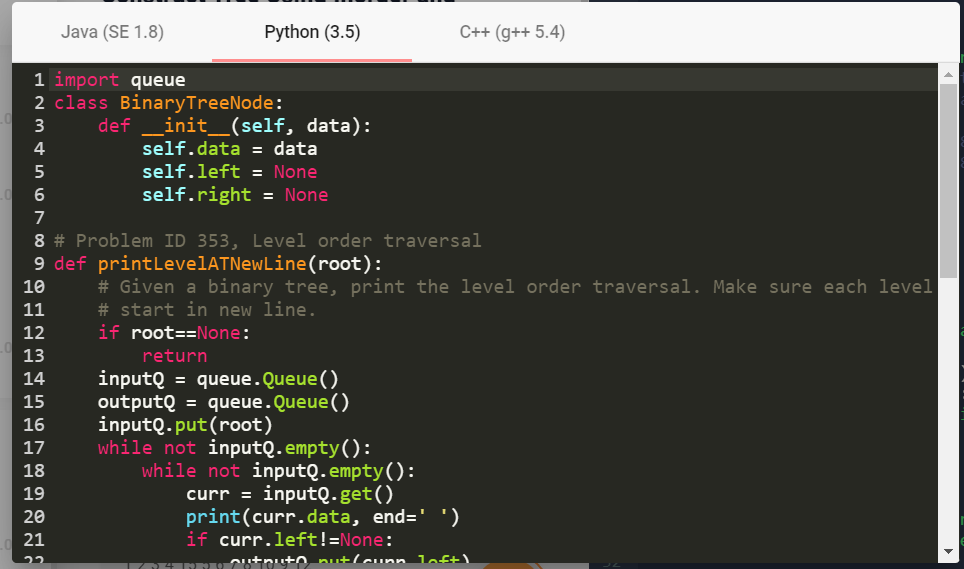 Java (SE 1.8) Python (3.5) C++ (g++ 5.4)
1 import queue
2 class BinaryTreeNode:
3     def __init__(self, data):
4         self.data = data
5         self.left = None
6         self.right = None
7
8 # Problem ID 353, Level order traversal
9 def printLevelATNewLine(root):
10     # Given a binary tree, print the level order traversal. Make sure each level
11     # start in new line.
12     if root==None:
13         return
14     inputQ = queue.Queue()
15     outputQ = queue.Queue()
16     inputQ.put(root)
17     while not inputQ.empty():
18         while not inputQ.empty():
19             curr = inputQ.get()
20             print(curr.data, end=' ')
21             if curr.left!=None:
22                 outputQ.put(curr.left)